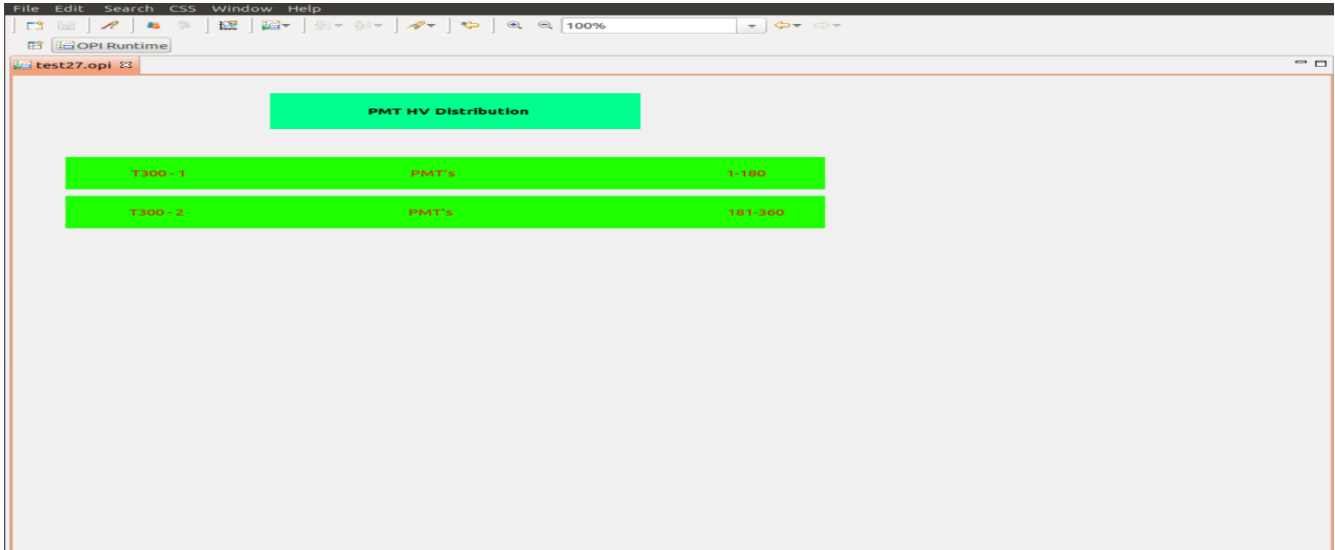 File Edit Search CSS Window Help
100%
OPI Runtime
test27.opi
PMT HV Distribution
T300 - 1 PMT's 1-180
T300 - 2 PMT's 181-360